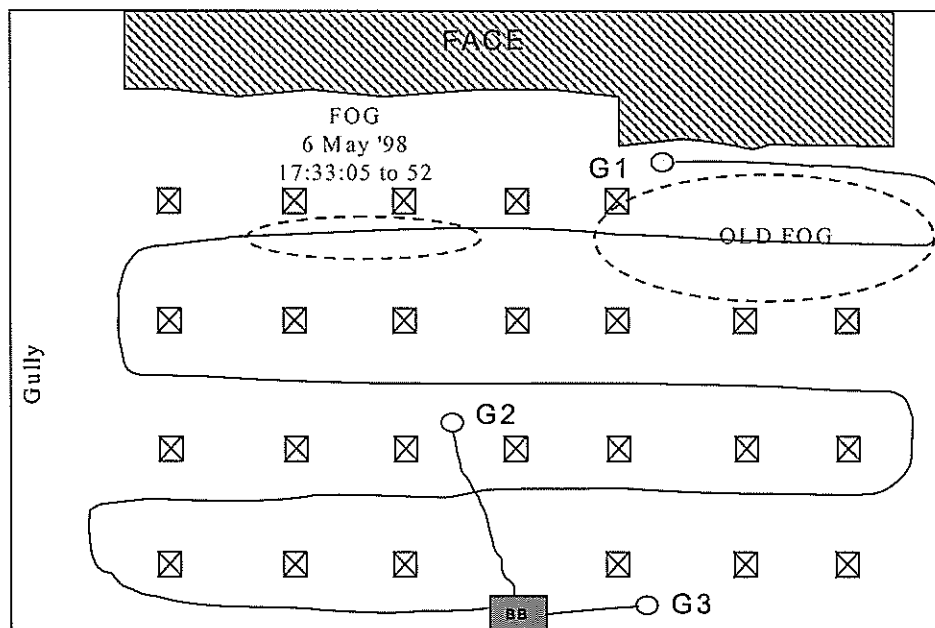 FACE
FOG
6 May '98
17:33:05 to 52
G1
OLD FOG
Gully
G2
BB
G3